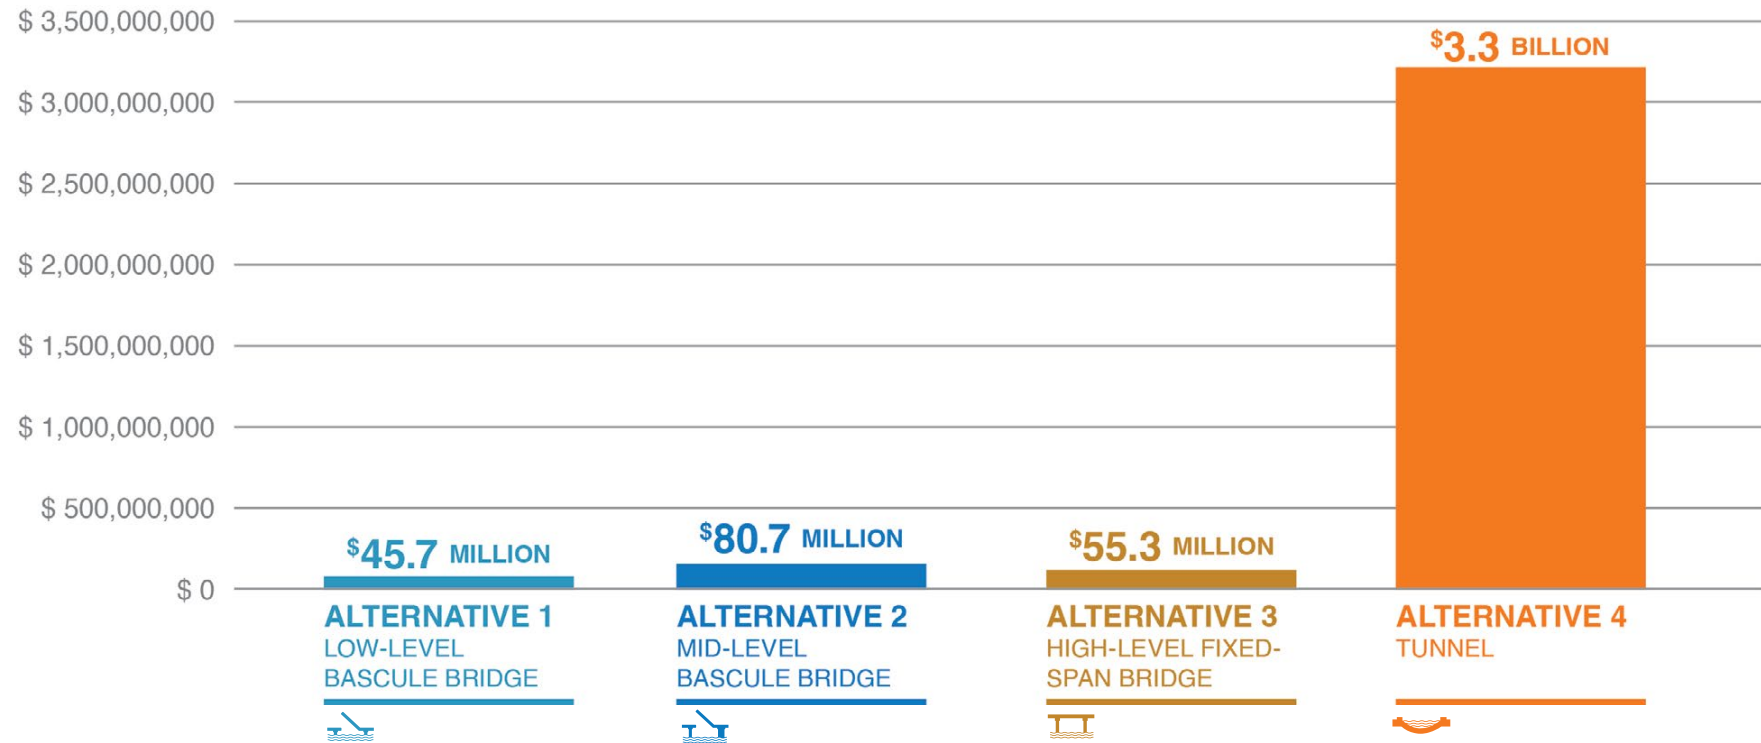 $ 3,500,000,000
$3.3 BILLION
$ 3,000,000,000
$ 2,500,000,000
$ 2,000,000,000
$ 1,500,000,000
$ 1,000,000,000
$ 500,000,000
$45.7 MILLION
$80.7 MILLION
$55.3 MILLION
$ 0
ALTERNATIVE 1
LOW-LEVEL
BASCULE BRIDGE
ALTERNATIVE 2
MID-LEVEL
BASCULE BRIDGE
ALTERNATIVE 3
HIGH-LEVEL FIXED-
SPAN BRIDGE
ALTERNATIVE 4
TUNNEL